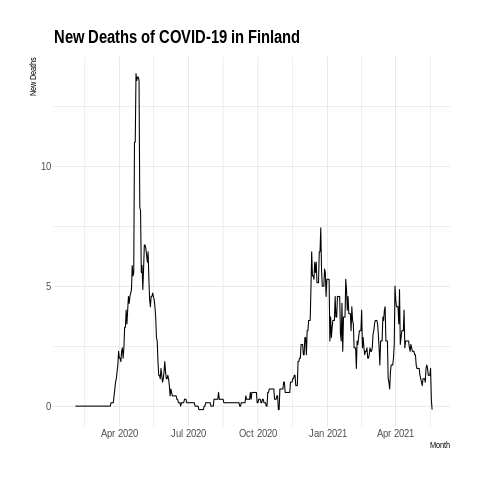 New Deaths of COVID-19 in Finland
New Deaths
10
5
0
Apr 2020 Jul 2020 Oct 2020 Jan 2021 Apr 2021
Month